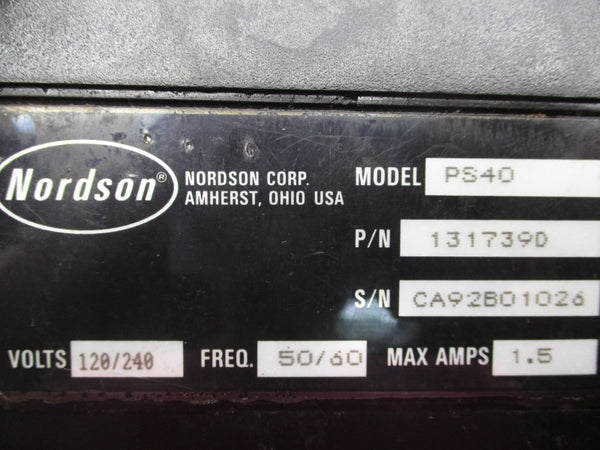 Nordson®
NORDSON CORP.
AMHERST, OHIO USA
MODEL PS40
P/N 131739D
S/N CA92B01026
VOLTS 120/240 FREQ. 50/60 MAX AMPS 1.5